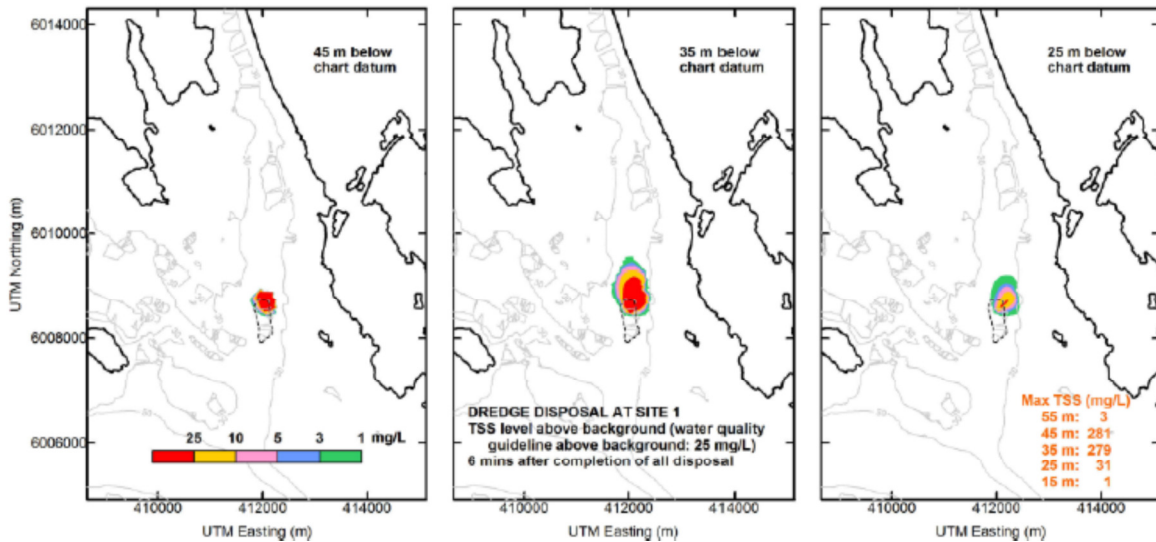 45 m below
chart datum
35 m below
chart datum
25 m below
chart datum
6014000
6012000
6010000
6008000
6006000
UTM Northing (m)
25 10 5 3 1 mg/L
DREDGE DISPOSAL AT SITE 1
TSS level above background (water quality
guideline above background: 25 mg/L)
6 mins after completion of all disposal
Max TSS (mg/L)
55 m: 3
45 m: 281
35 m: 279
25 m: 31
15 m: 1
410000 412000 414000
410000 412000 414000
410000 412000 414000
UTM Easting (m)
UTM Easting (m)
UTM Easting (m)